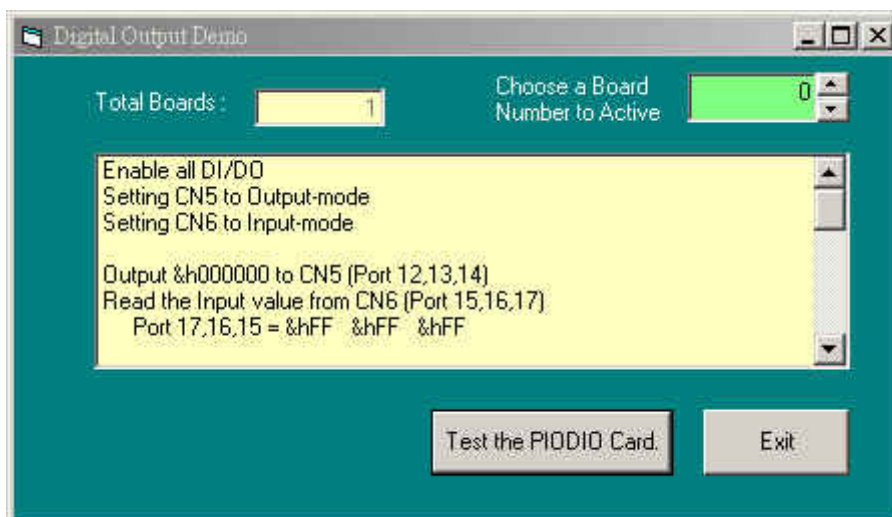 Digital Output Demo
Total Boards :
1
Choose a Board
Number to Active
0
Enable all DI/DO
Setting CN5 to Output-mode
Setting CN6 to Input-mode
Output &h000000 to CN5 (Port 12,13,14)
Read the Input value from CN6 (Port 15,16,17)
Port 17,16,15 = &hFF &hFF &hFF
Test the PIODIO Card.
Exit